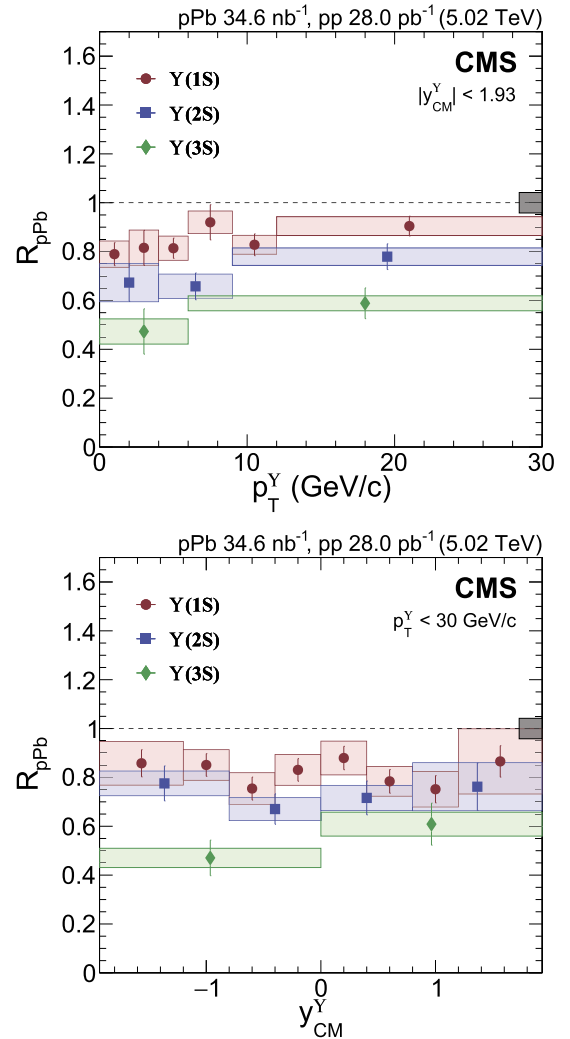 pPb 34.6 nb⁻¹, pp 28.0 pb⁻¹ (5.02 TeV)
CMS
|y^Υ_CM| < 1.93
Υ(1S)
Υ(2S)
Υ(3S)
R_pPb
1.6
1.4
1.2
1
0.8
0.6
0.4
0.2
0
0 10 20 30
p^Υ_T (GeV/c)
pPb 34.6 nb⁻¹, pp 28.0 pb⁻¹ (5.02 TeV)
CMS
p^Υ_T < 30 GeV/c
Υ(1S)
Υ(2S)
Υ(3S)
R_pPb
1.6
1.4
1.2
1
0.8
0.6
0.4
0.2
0
−1 0 1
y^Υ_CM